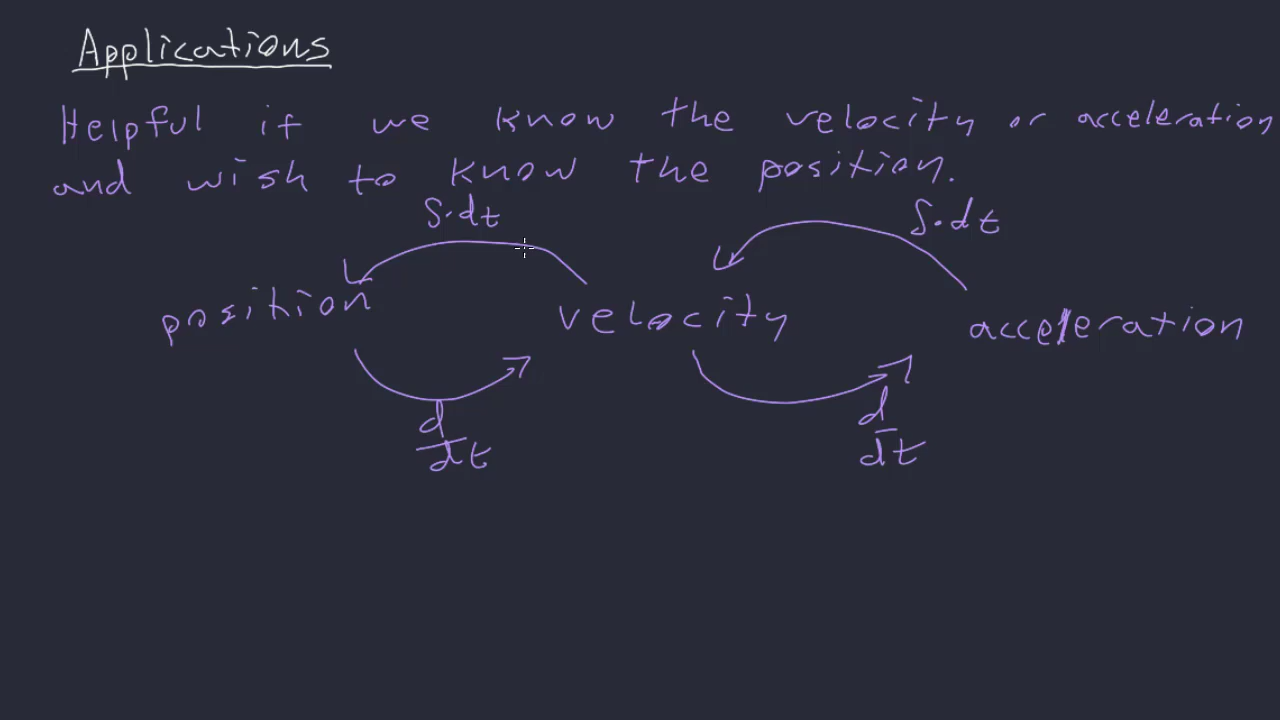 Applications
Helpful if we know the velocity or acceleration
and wish to know the position.
∫·dt ∫·dt
position velocity acceleration
d/dt d/dt